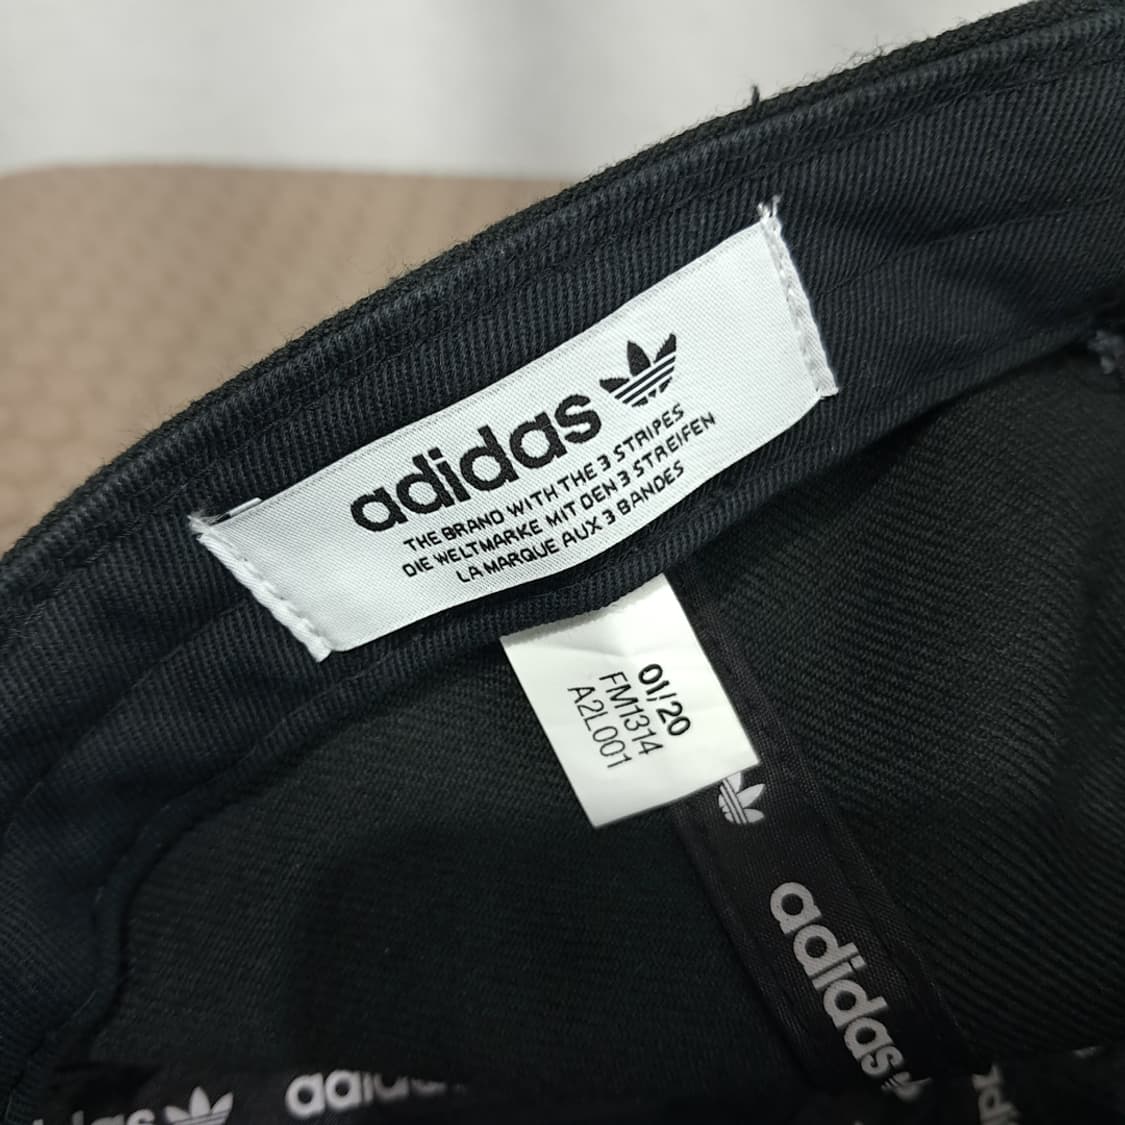 adidas
THE BRAND WITH THE 3 STRIPES
DIE WELTMARKE MIT DEN 3 STREIFEN
LA MARQUE AUX 3 BANDES
01/20
FM1314
A2L001
adidas
adidas